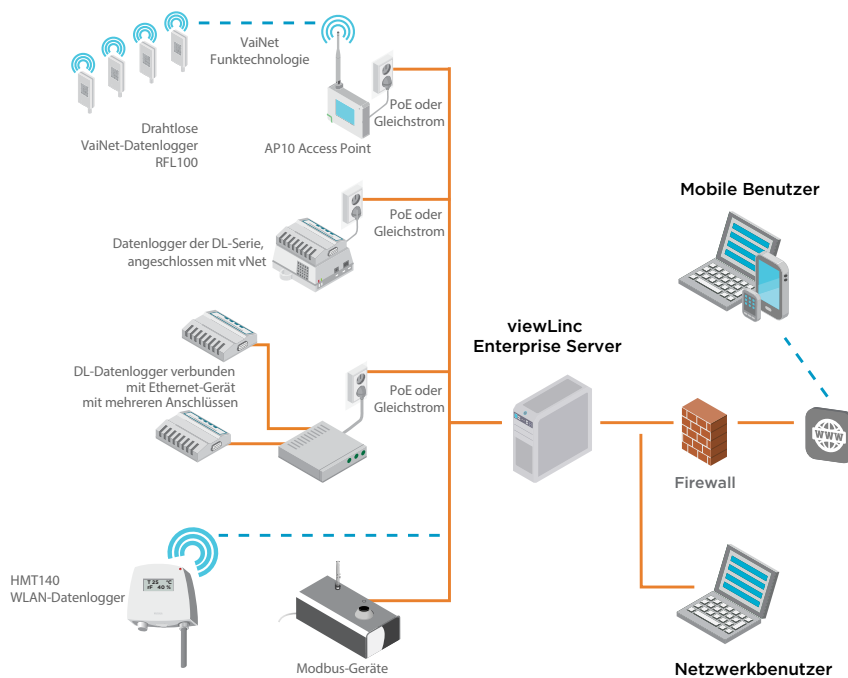 VaiNet
Funktechnologie
PoE oder
Gleichstrom
Drahtlose
VaiNet-Datenlogger
RFL100
AP10 Access Point
Mobile Benutzer
Datenlogger der DL-Serie,
angeschlossen mit vNet
PoE oder
Gleichstrom
viewLinc
Enterprise Server
DL-Datenlogger verbunden
mit Ethernet-Gerät
mit mehreren Anschlüssen
PoE oder
Gleichstrom
WWW
Firewall
HMT140
WLAN-Datenlogger
T 25 °C
rF 40 %
Modbus-Geräte
Netzwerkbenutzer